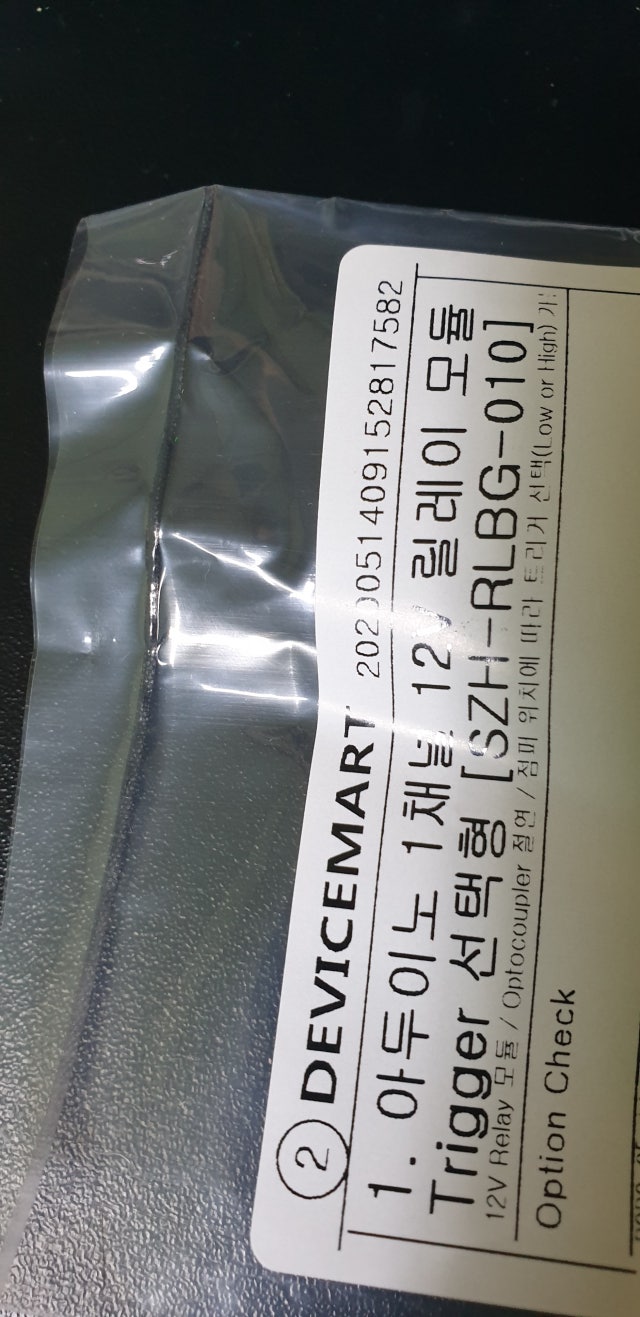 2 DEVICEMART 2020051409152817582
1. 아두이노 1채널 12V 릴레이 모듈
Trigger 선택형 [SZH-RLBG-010]
12V Relay 모듈 / Optocoupler 절연 / 점퍼 위치에 따라 트리거 선택(Low or High)
Option Check